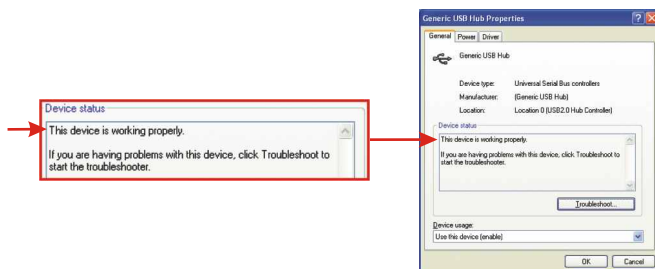 Device status
This device is working properly.
If you are having problems with this device, click Troubleshoot to
start the troubleshooter.
Generic USB Hub Properties
General Power Driver
Generic USB Hub
Device type: Universal Serial Bus controllers
Manufacturer: (Generic USB Hub)
Location: Location 0 (USB2.0 Hub Controller)
Device status
This device is working properly.
If you are having problems with this device, click Troubleshoot to
start the troubleshooter.
Troubleshoot...
Device usage:
Use this device (enable)
OK Cancel